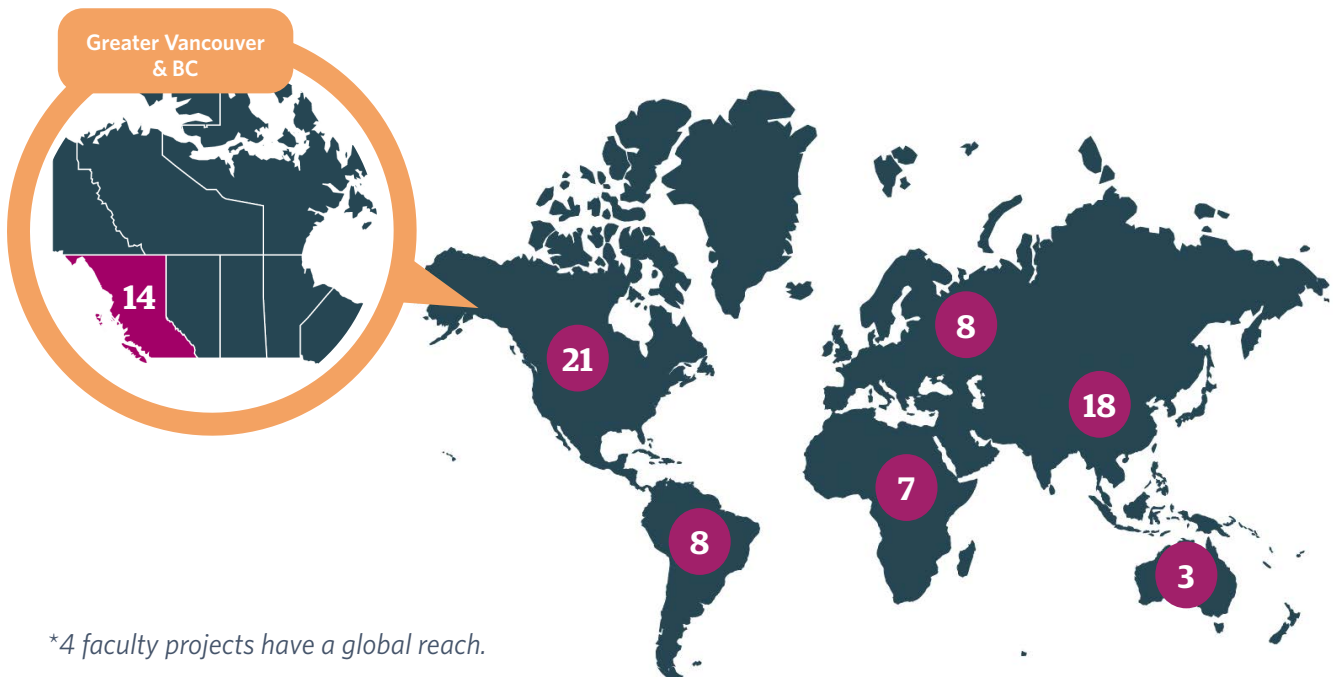 Greater Vancouver
& BC
14
21
8
18
7
8
3
*4 faculty projects have a global reach.